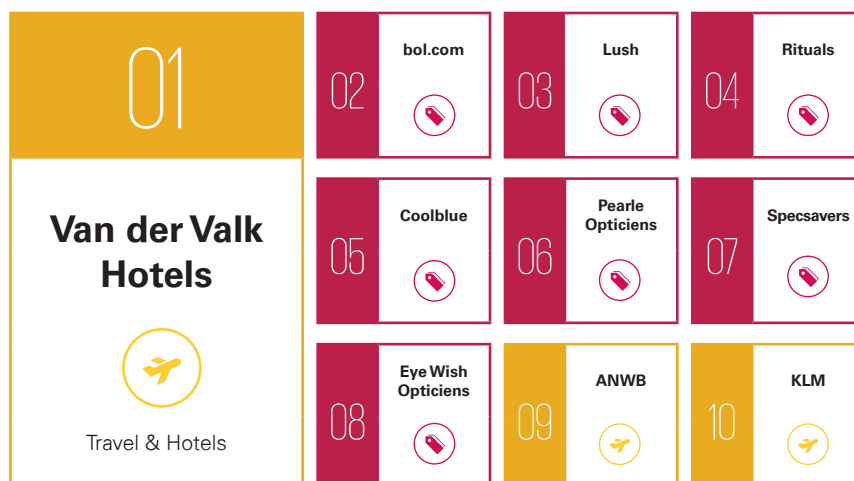 01
Van der Valk
Hotels
Travel & Hotels
02
bol.com
03
Lush
04
Rituals
05
Coolblue
06
Pearle
Opticiens
07
Specsavers
08
Eye Wish
Opticiens
09
ANWB
10
KLM